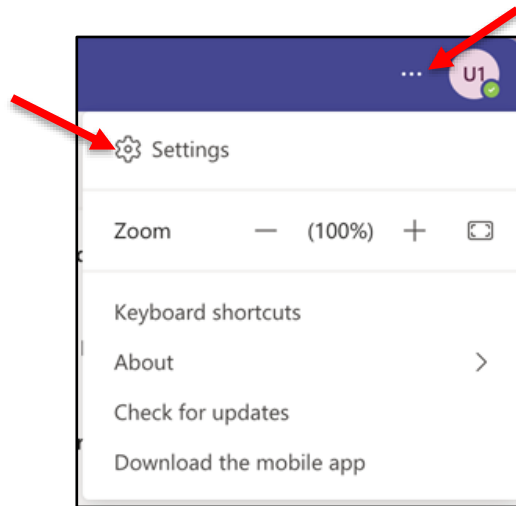 ... U1
Settings
Zoom — (100%) +
Keyboard shortcuts
About >
Check for updates
Download the mobile app